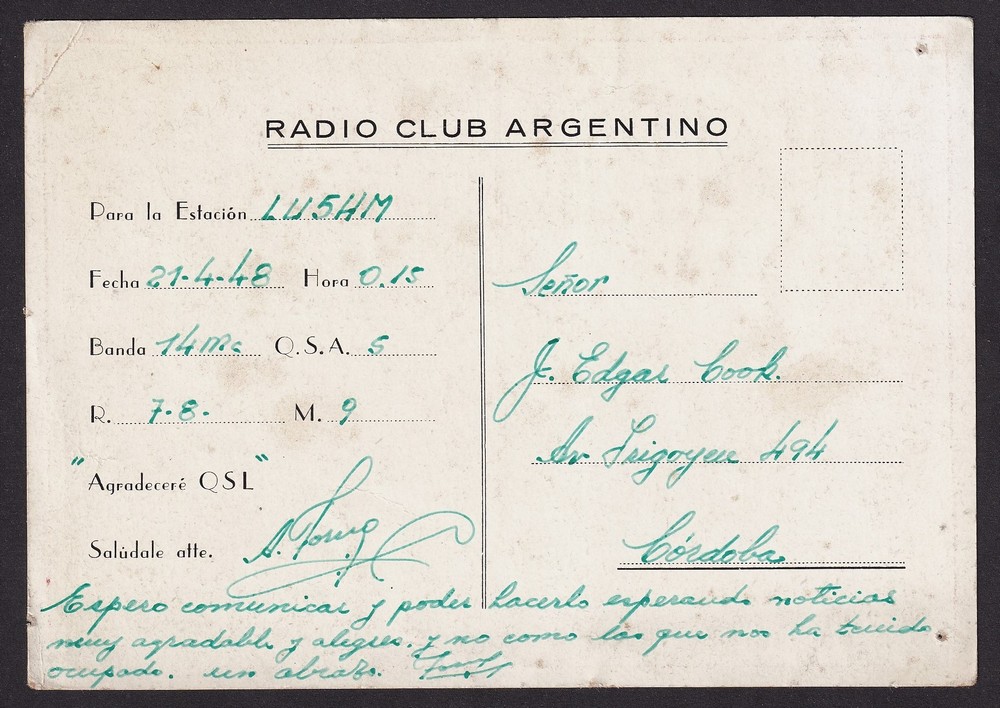 RADIO CLUB ARGENTINO
Para la Estación LU5HM
Fecha 21-4-48 Hora 0.15
Banda 14 mc Q.S.A. 5
R. 7-8- M. 9
"Agradeceré QSL"
Salúdale atte. A.
Señor
J. Edgar Cook.
Av Irigoyen 494
Córdoba
Espero comunicar y poder hacerlo esperando noticias
muy agradable y alegres. y no como las que nos ha tenido
ocupado. un abrazo.